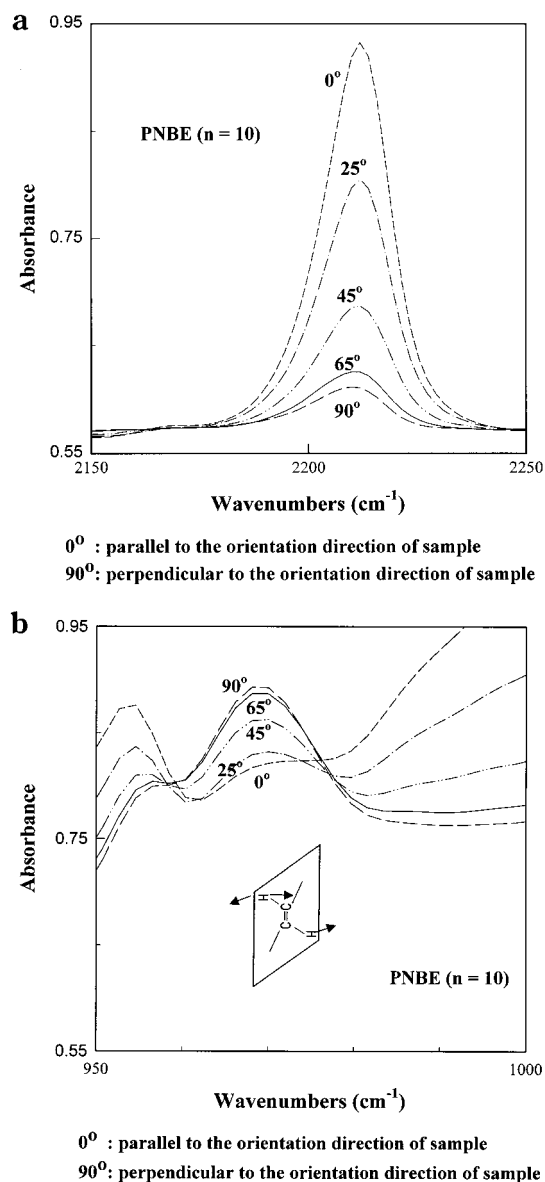 a
0.95
0°
PNBE (n = 10)
25°
0.75
Absorbance
45°
65°
90°
0.55
2150
2200
2250
Wavenumbers (cm-1)
0° : parallel to the orientation direction of sample
90°: perpendicular to the orientation direction of sample
b
0.95
90°
65°
45°
25°
0°
0.75
Absorbance
H
C=C
H
PNBE (n = 10)
0.55
950
1000
Wavenumbers (cm-1)
0° : parallel to the orientation direction of sample
90°: perpendicular to the orientation direction of sample